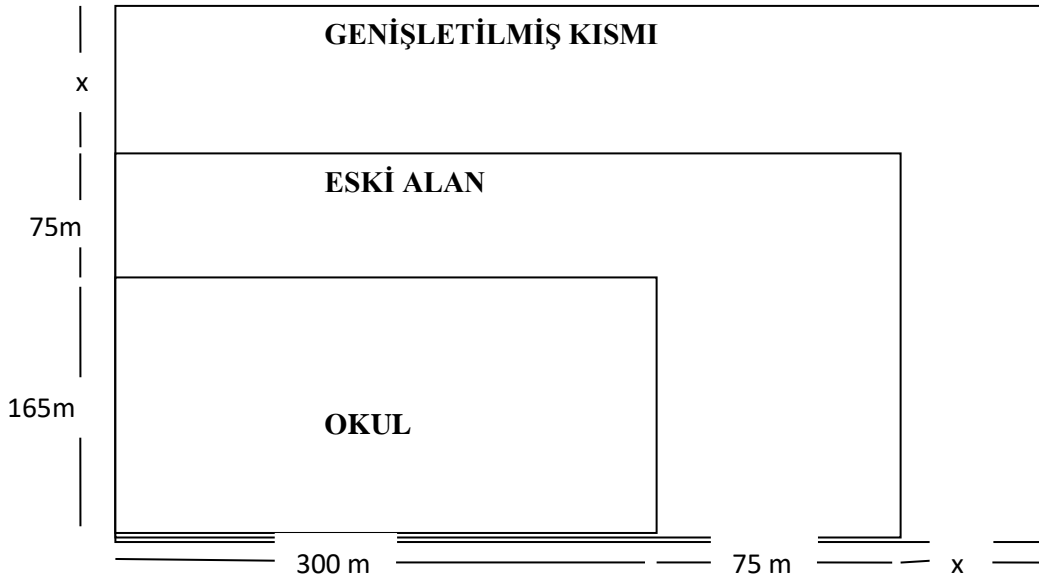 GENİŞLETİLMİŞ KISMI
x
ESKİ ALAN
75m
165m
OKUL
300 m
75 m
x